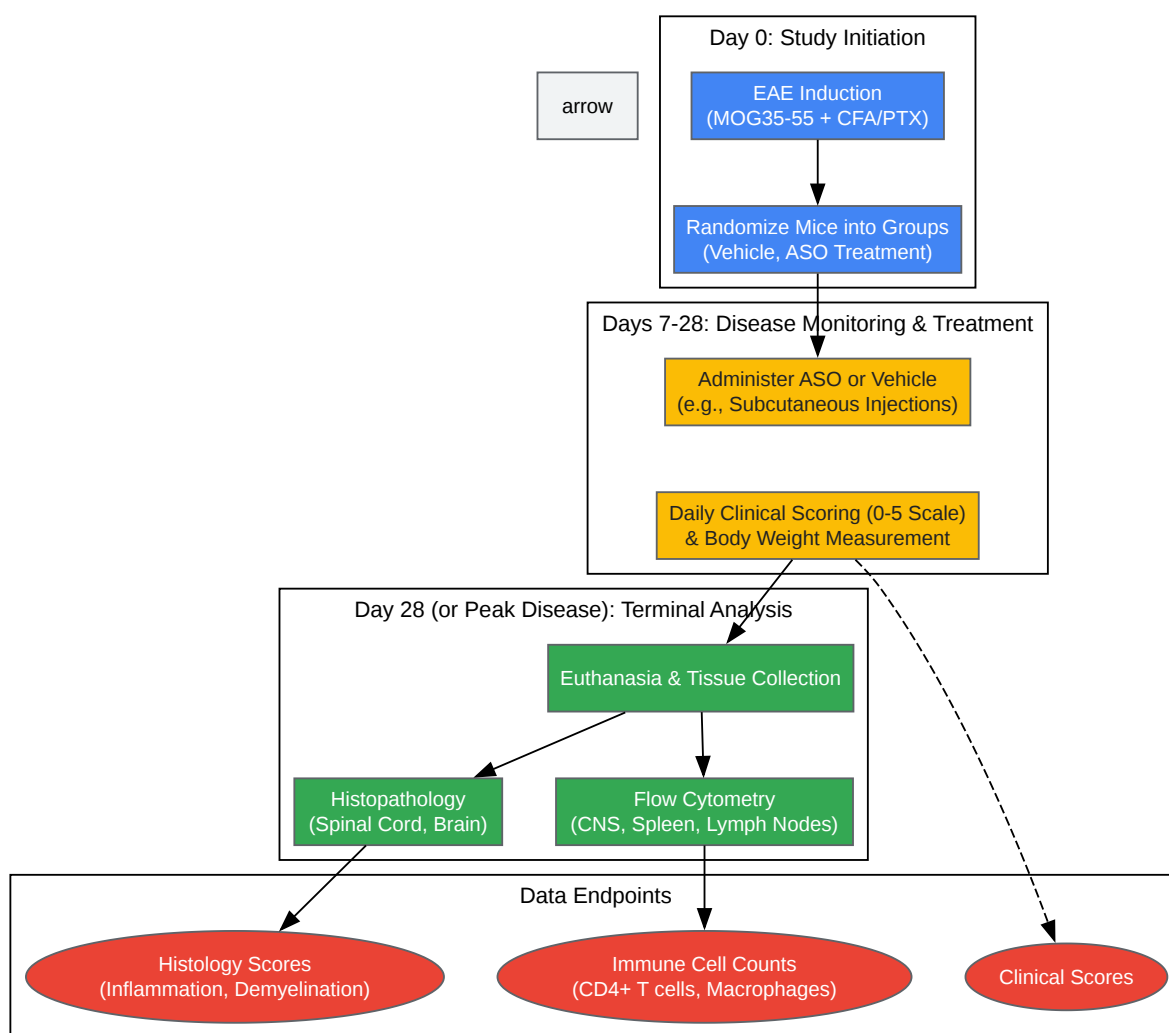 Day 0: Study Initiation
arrow
EAE Induction
(MOG35-55 + CFA/PTX)
Randomize Mice into Groups
(Vehicle, ASO Treatment)
Days 7-28: Disease Monitoring & Treatment
Administer ASO or Vehicle
(e.g., Subcutaneous Injections)
Daily Clinical Scoring (0-5 Scale)
& Body Weight Measurement
Day 28 (or Peak Disease): Terminal Analysis
Euthanasia & Tissue Collection
Histopathology
(Spinal Cord, Brain)
Flow Cytometry
(CNS, Spleen, Lymph Nodes)
Data Endpoints
Histology Scores
(Inflammation, Demyelination)
Immune Cell Counts
(CD4+ T cells, Macrophages)
Clinical Scores